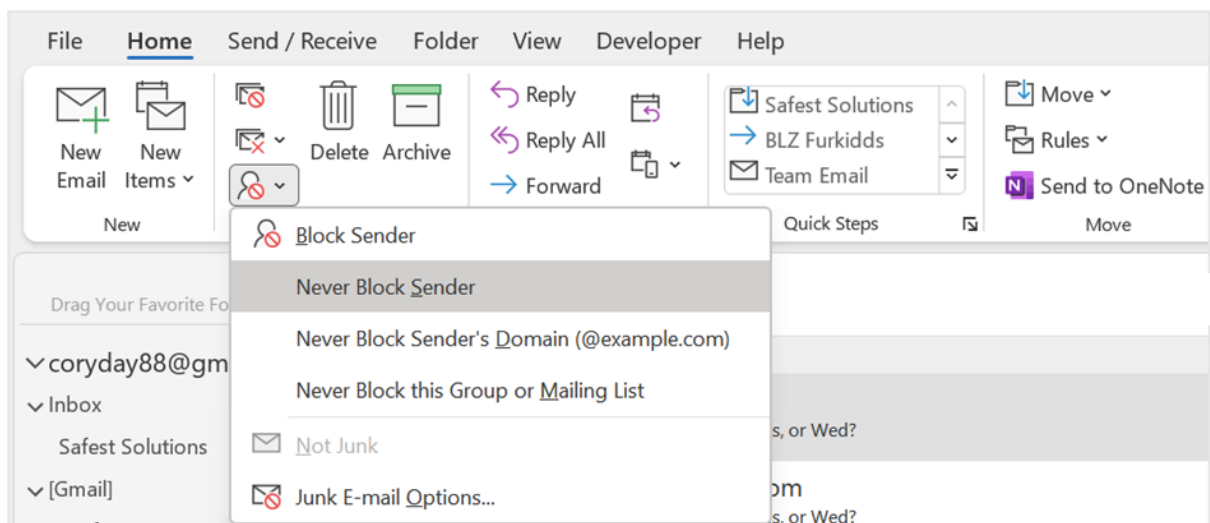 File Home Send / Receive Folder View Developer Help
New Email
New Items
Delete
Archive
Reply
Reply All
Forward
Safest Solutions
BLZ Furkidds
Team Email
Move
Rules
N Send to OneNote
New
Quick Steps
Move
Block Sender
Never Block Sender
Never Block Sender's Domain (@example.com)
Never Block this Group or Mailing List
Not Junk
Junk E-mail Options...
Drag Your Favorite Fo
coryday88@gm
Inbox
Safest Solutions
[Gmail]
s, or Wed?
om
s, or Wed?